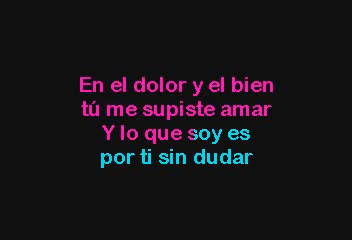 En el dolor y el bien
tú me supiste amar
Y lo que soy es
por ti sin dudar